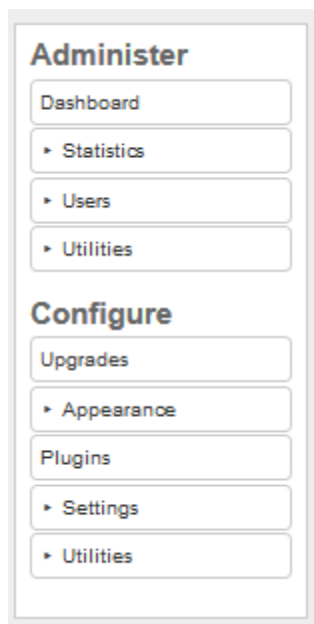 Administer
Dashboard
Statistics
Users
Utilities
Configure
Upgrades
Appearance
Plugins
Settings
Utilities